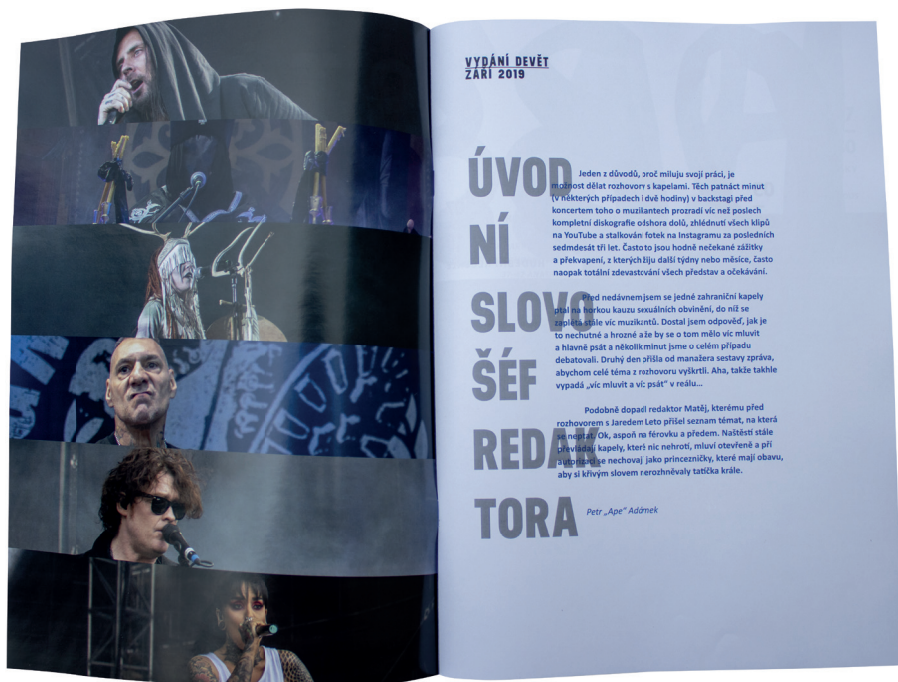 VYDÁNÍ DEVĚT
ZÁŘÍ 2019
ÚVOD
NÍ
SLOVO
ŠÉF
REDAK
TORA
Jeden z důvodů, proč miluju svojí práci, je
možnost dělat rozhovory s kapelami. Těch patnáct minut
(v některých případech i dvě hodiny) v backstagi před
koncertem toho o muzikantech prozradí víc než poslech
kompletní diskografie odshora dolů, zhlédnutí všech klipů
na YouTube a stalkován fotek na Instagramu za posledních
sedmdesát tři let. Často to jsou hodně nečekané zážitky
a překvapení, z kterých žiju další týdny nebo měsíce, často
naopak totální zdevastování všech představ a očekávání.
Před nedávnem jsem se jedné zahraniční kapely
ptal na horkou kauzu sexuálních obvinění, do níž se
zaplétá stále víc muzikantů. Dostal jsem odpověď, jak je
to nechutné a hrozné a že by se o tom mělo víc mluvit
a hlavně psát a několik minut jsme o celém případu
debatovali. Druhý den přišla od manažera sestavy zpráva,
abychom celé téma z rozhovoru vyškrtli. Aha, takže takhle
vypadá „víc mluvit a víc psát“ v reálu...
Podobně dopadl redaktor Matěj, kterému před
rozhovorem s Jaredem Leto přišel seznam témat, na která
se neptat. Ok, aspoň na férovku a předem. Naštěstí stále
převládají kapely, které nic nehrotí, mluví otevřeně a při
autorizaci se nechovaj jako princezničky, které mají obavu,
aby si křivým slovem nerozhněvaly tatíčka krále.
Petr „Ape“ Adámek